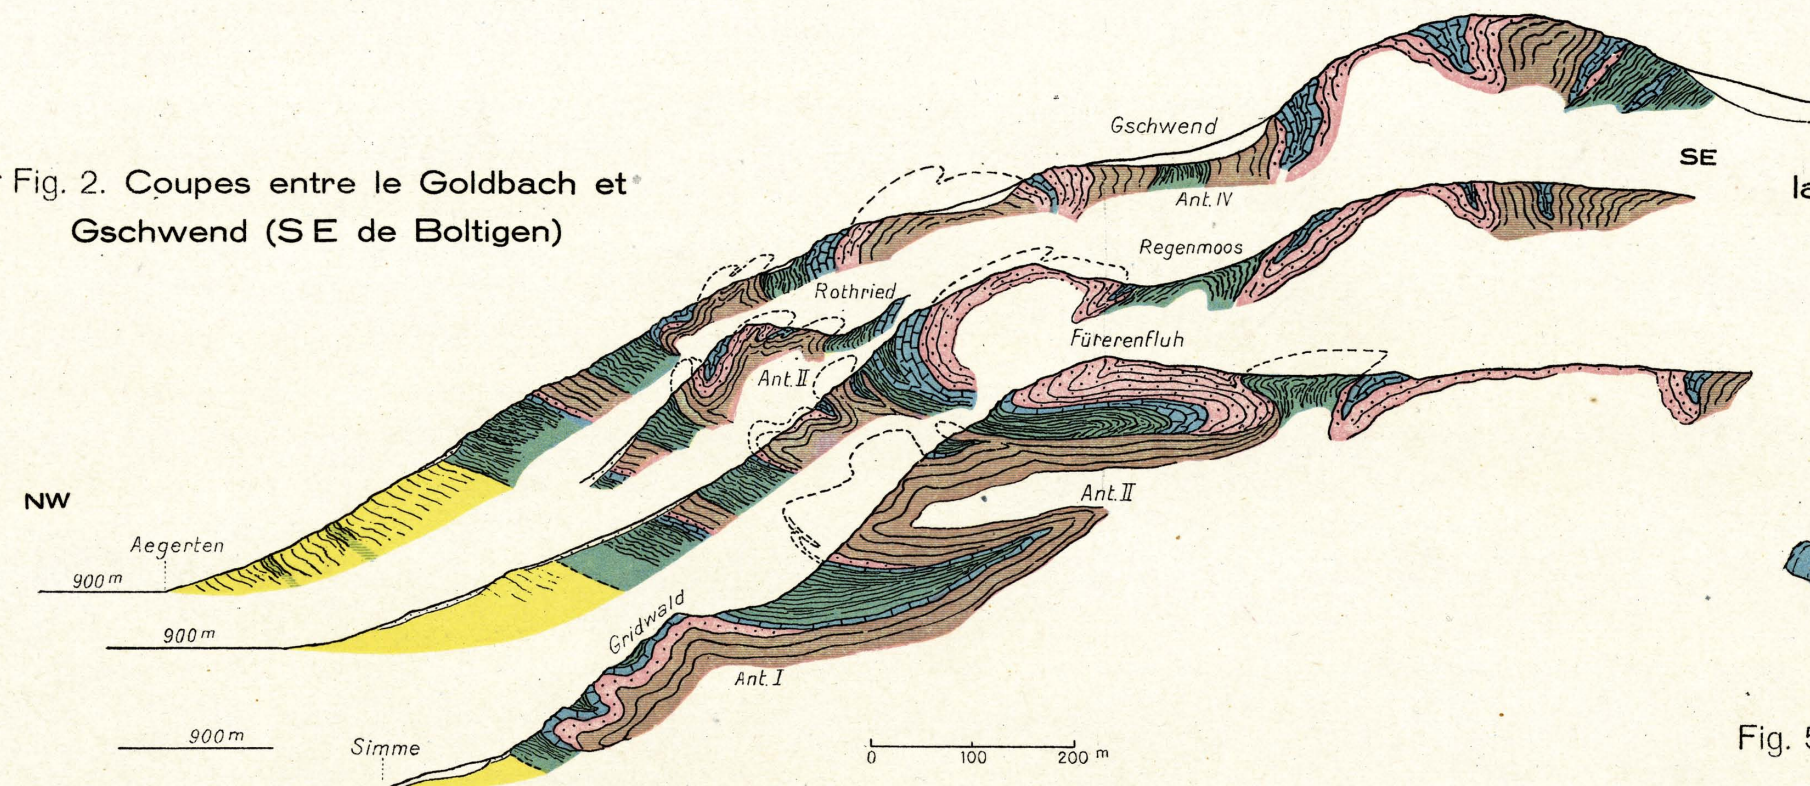 Fig. 2. Coupes entre le Goldbach et
Gschwend (SE de Boltigen)
Gschwend
SE
la
Ant. IV
Regenmoos
Rothried
Fürerenfluh
Ant. II
NW
Ant. II
Aegerten
900 m
900 m
Gridwald
Ant. I
900 m
Simme
0 100 200 m
Fig. 5